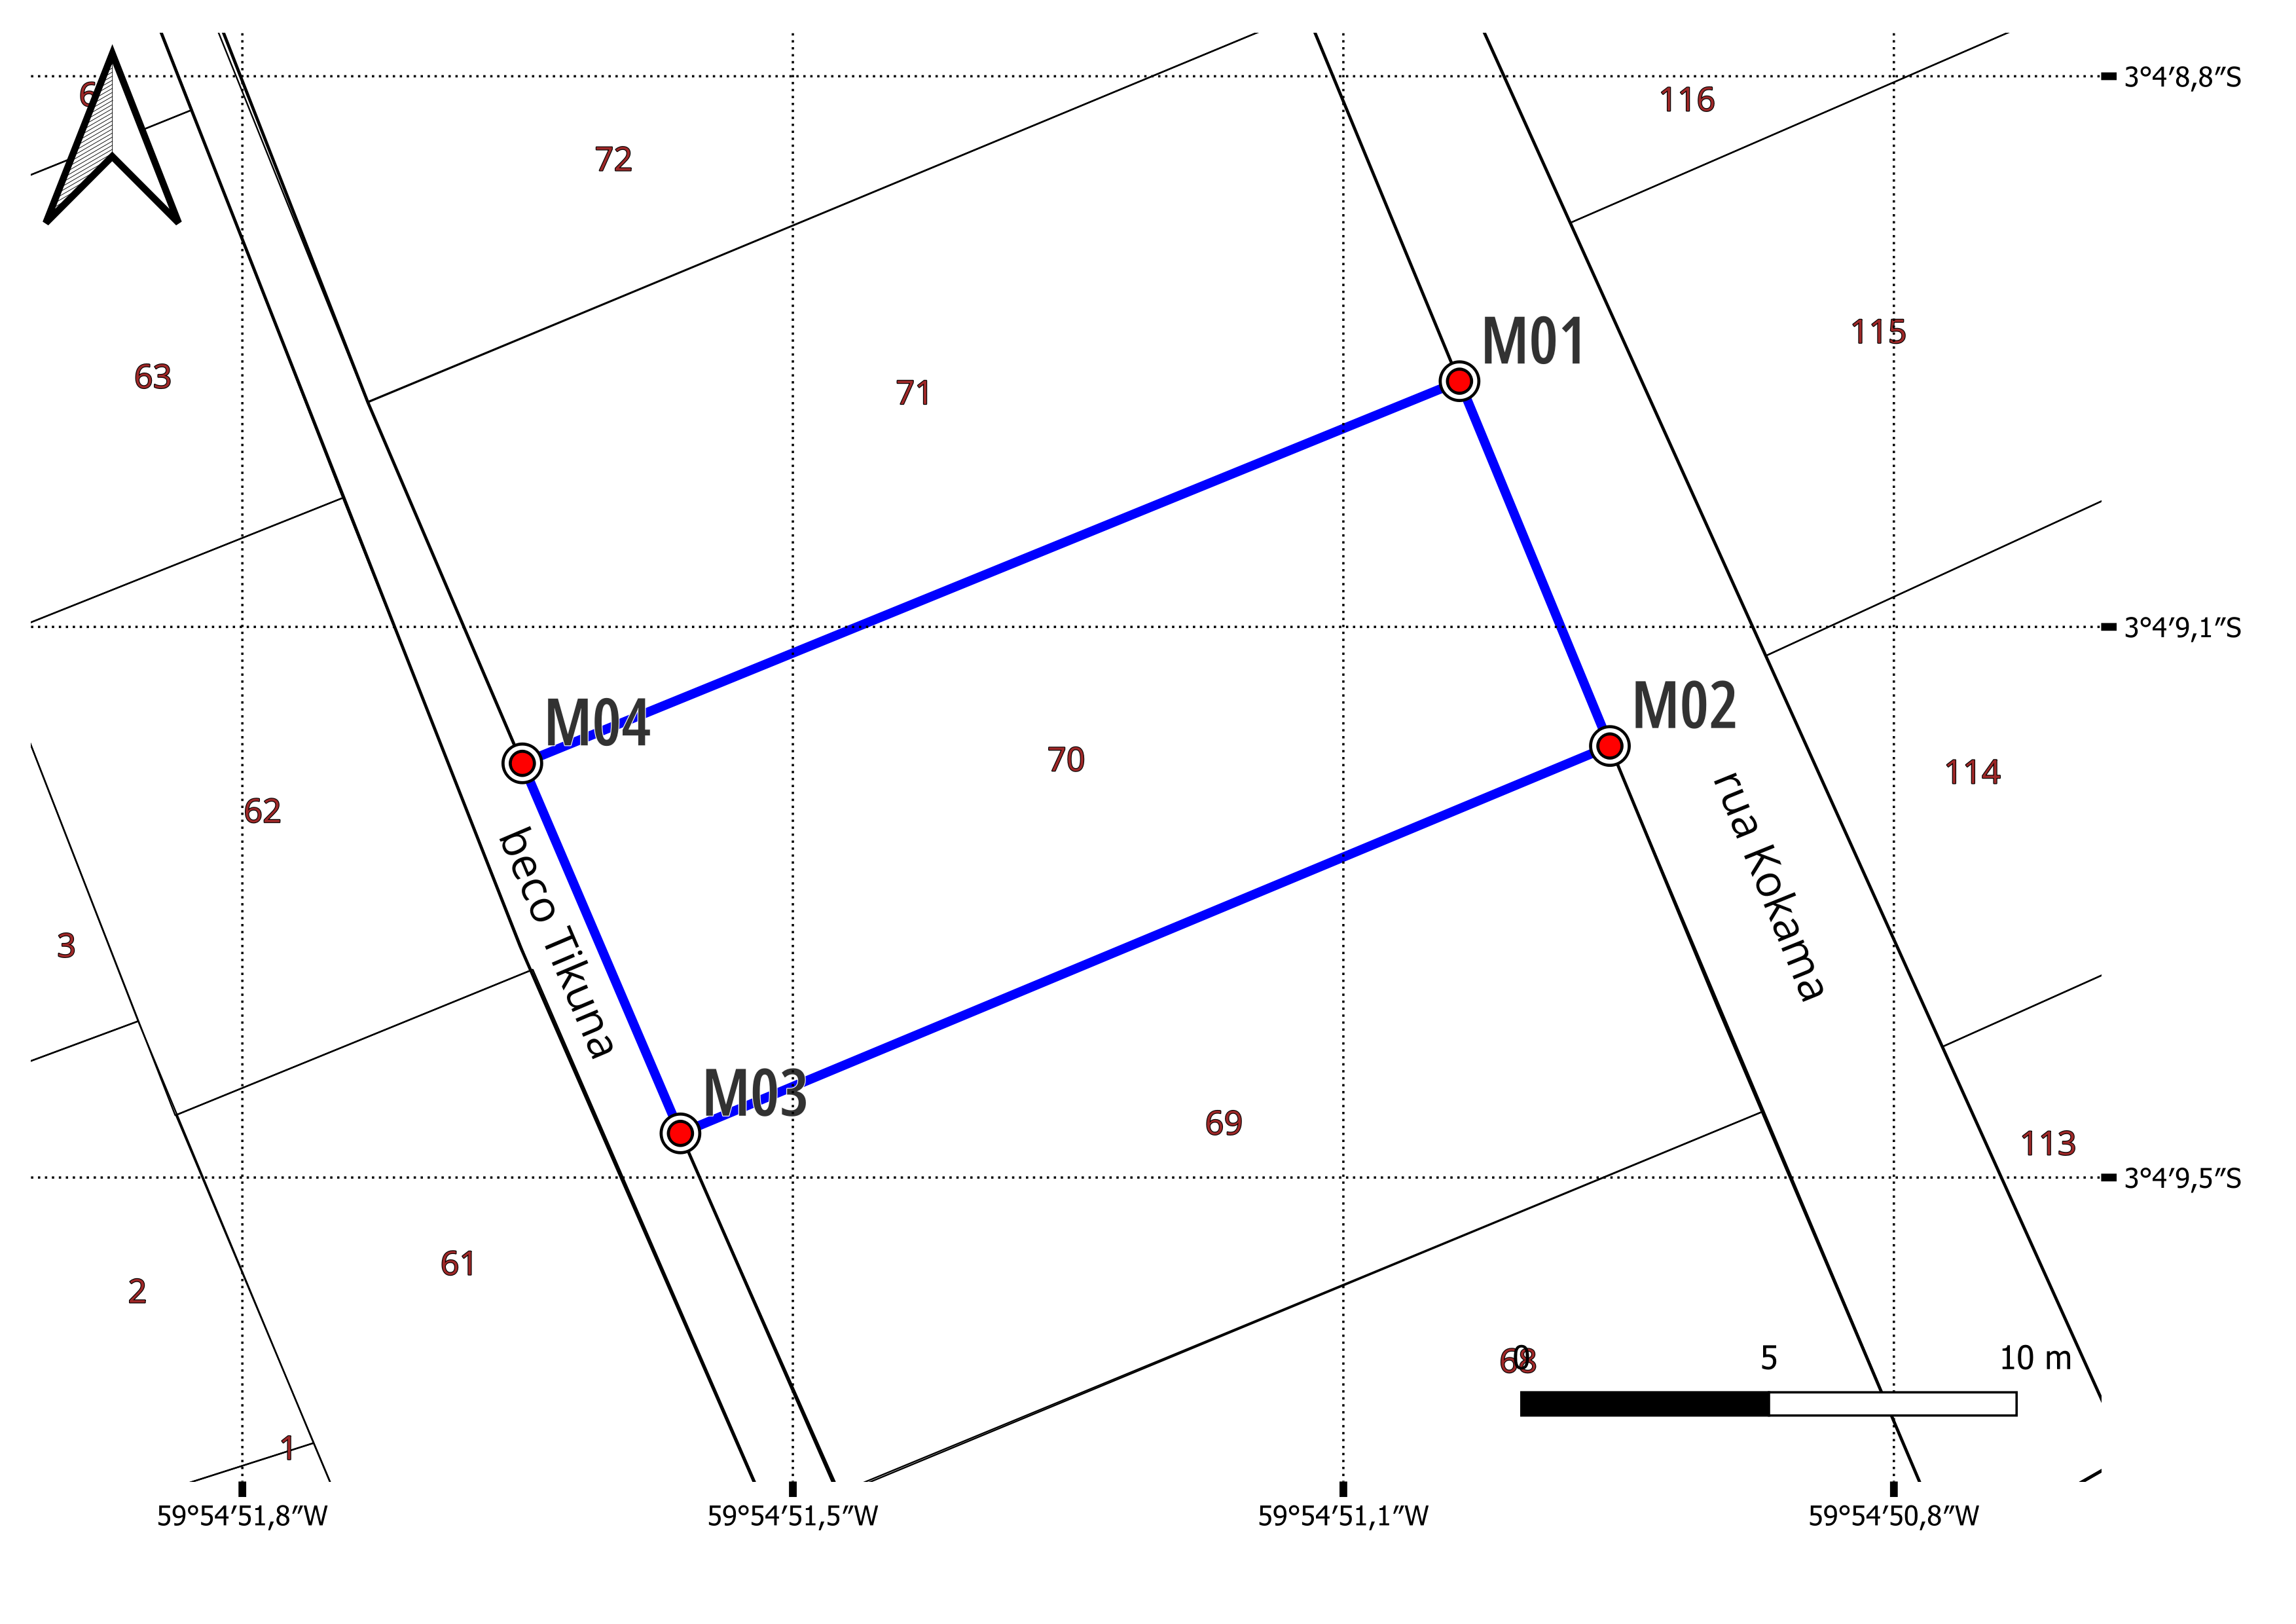 3°4′8,8″S
6
116
72
115
M01
63
71
3°4′9,1″S
M02
M04
70
114
62
rua Kokama
beco Tikuna
3
M03
69
113
3°4′9,5″S
61
2
68
0 5 10 m
1
59°54′51,8″W 59°54′51,5″W 59°54′51,1″W 59°54′50,8″W